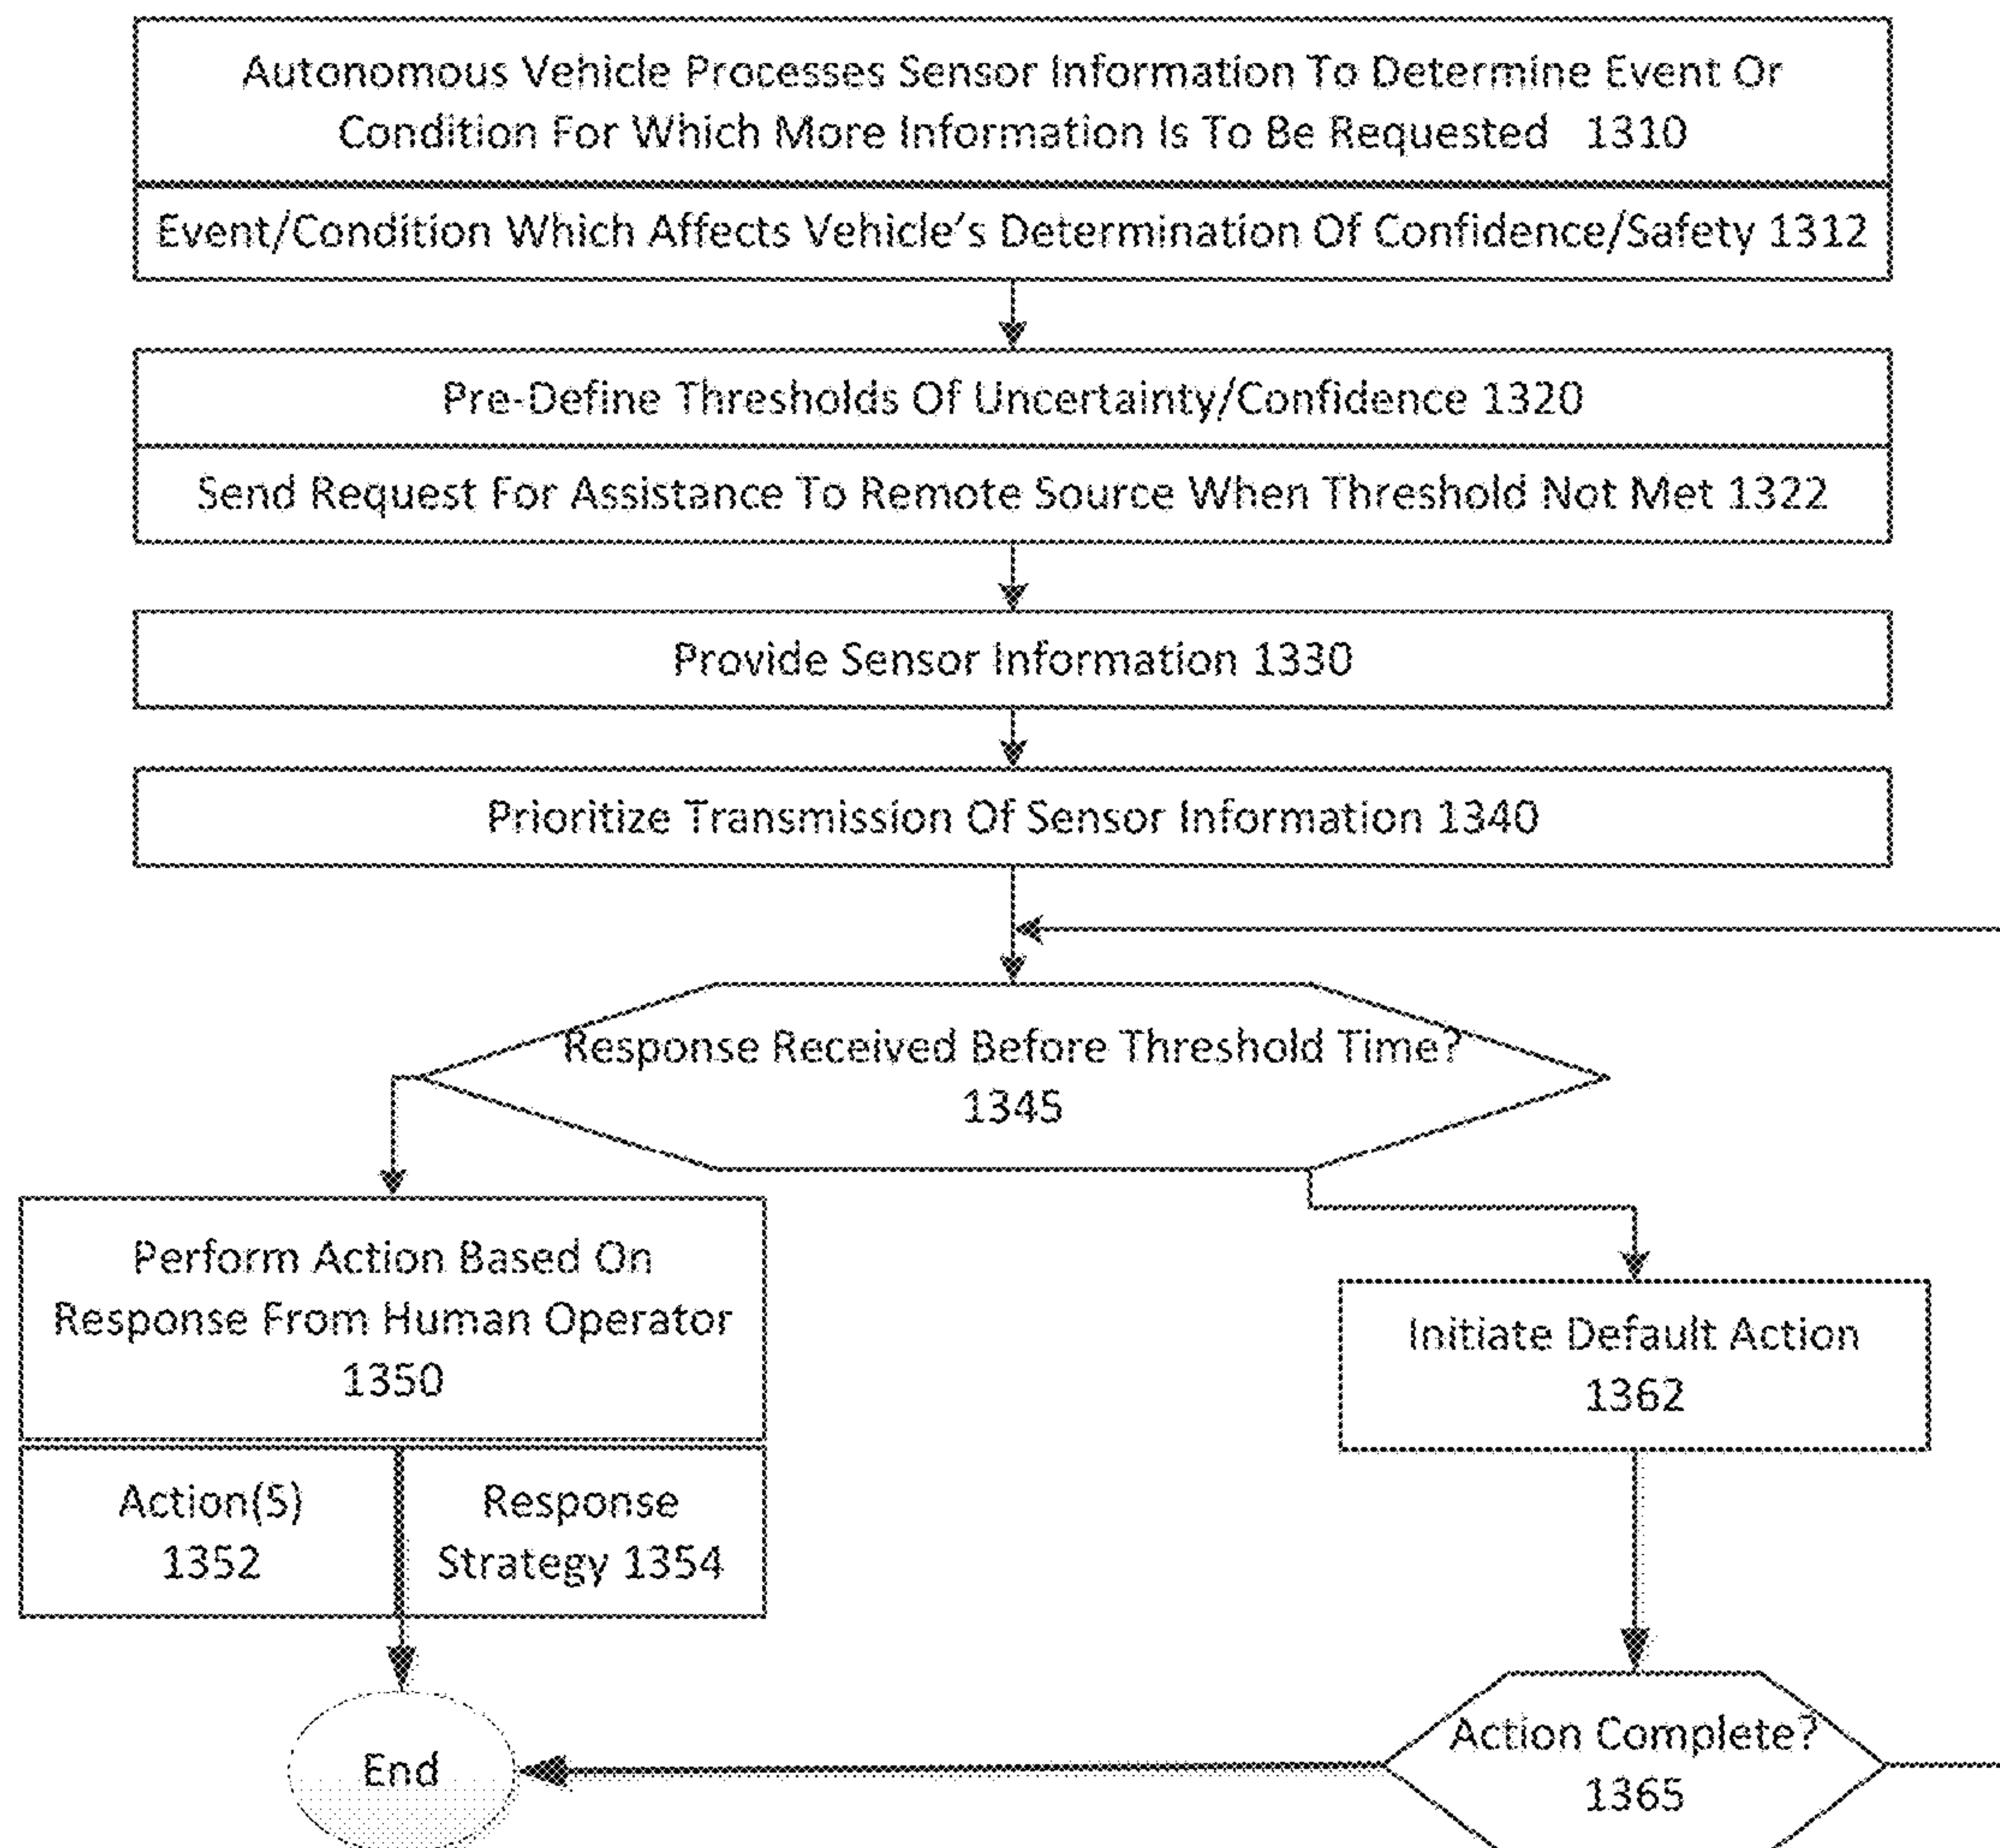 Autonomous Vehicle Processes Sensor Information To Determine Event Or
Condition For Which More Information Is To Be Requested 1310
Event/Condition Which Affects Vehicle's Determination Of Confidence/Safety 1312
Pre-Define Thresholds Of Uncertainty/Confidence 1320
Send Request For Assistance To Remote Source When Threshold Not Met 1322
Provide Sensor Information 1330
Prioritize Transmission Of Sensor Information 1340
Response Received Before Threshold Time?
1345
Perform Action Based On
Response From Human Operator
1350
Action(S)
1352
Response
Strategy 1354
Initiate Default Action
1362
Action Complete?
1365
End